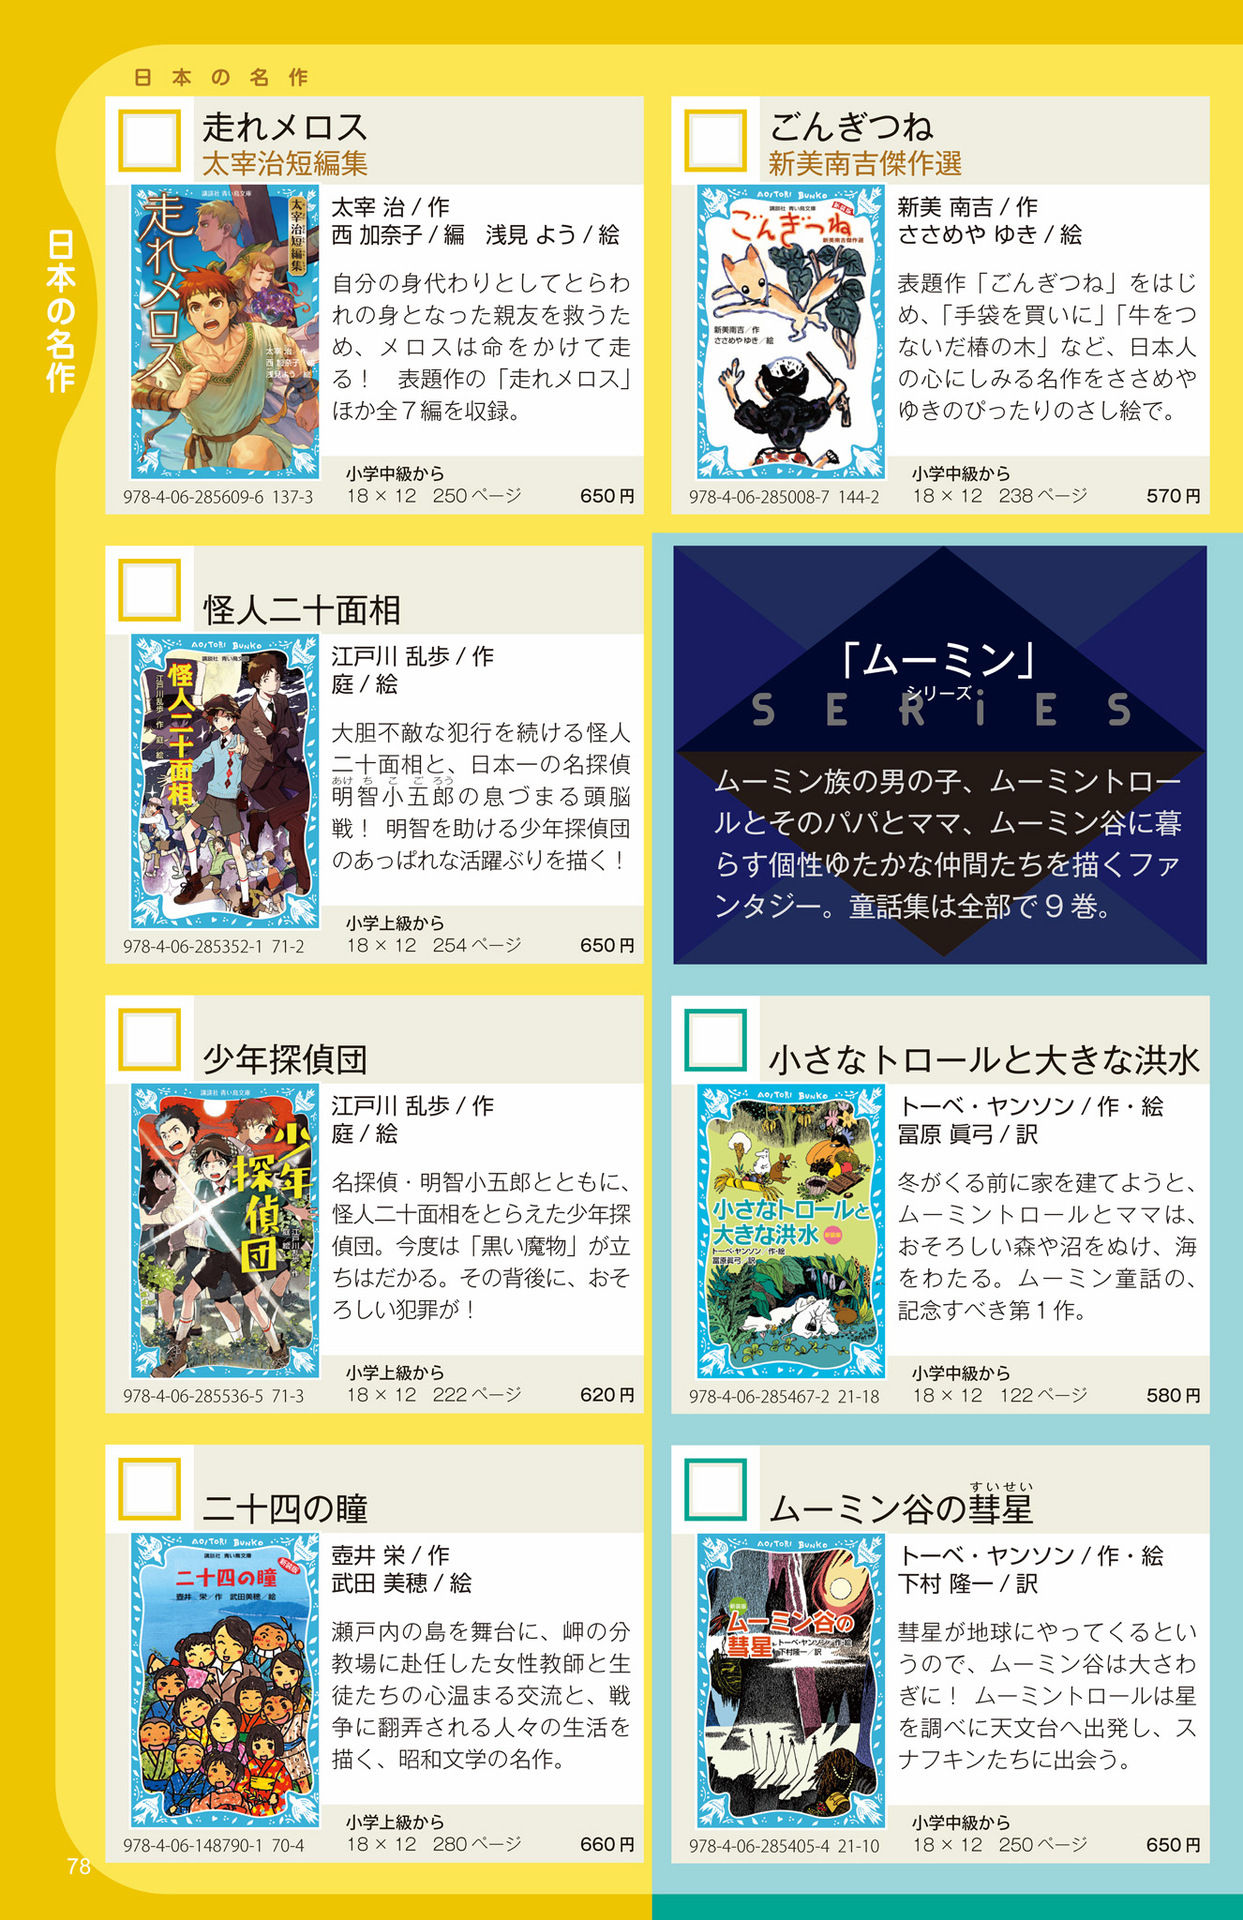 日本の名作
日本の名作
走れメロス
太宰治短編集
講談社 青い鳥文庫
走れメロス
太宰治短編集
太宰 治／作
西 加奈子／編
浅見よう／絵
太宰 治 / 作
西 加奈子 / 編　浅見 よう / 絵
自分の身代わりとしてとらわ
れの身となった親友を救うた
め、メロスは命をかけて走
る！　表題作の「走れメロス」
ほか全７編を収録。
小学中級から
978-4-06-285609-6 137-3
18 × 12 250 ページ
650 円
ごんぎつね
新美南吉傑作選
AOITORI BUNKO
講談社 青い鳥文庫
新装版
ごんぎつね
新美南吉傑作選
新美南吉／作
ささめやゆき／絵
新美 南吉 / 作
ささめや ゆき / 絵
表題作「ごんぎつね」をはじ
め、「手袋を買いに」「牛をつ
ないだ椿の木」など、日本人
の心にしみる名作をささめや
ゆきのぴったりのさし絵で。
小学中級から
978-4-06-285008-7 144-2
18 × 12 238 ページ
570 円
怪人二十面相
AOITORI BUNKO
講談社 青い鳥文庫
怪人二十面相
江戸川乱歩 作 庭／絵
江戸川 乱歩 / 作
庭 / 絵
大胆不敵な犯行を続ける怪人
二十面相と、日本一の名探偵
あけ ち こ ご ろう
明智小五郎の息づまる頭脳
戦！ 明智を助ける少年探偵団
のあっぱれな活躍ぶりを描く！
小学上級から
978-4-06-285352-1 71-2
18 × 12 254 ページ
650 円
「ムーミン」
シリーズ
SERiES
ムーミン族の男の子、ムーミントロー
ルとそのパパとママ、ムーミン谷に暮
らす個性ゆたかな仲間たちを描くファ
ンタジー。童話集は全部で 9 巻。
少年探偵団
講談社 青い鳥文庫
少年探偵団
江戸川 乱歩 / 作
庭 / 絵
名探偵・明智小五郎とともに、
怪人二十面相をとらえた少年探
偵団。今度は「黒い魔物」が立
ちはだかる。その背後に、おそ
ろしい犯罪が！
小学上級から
978-4-06-285536-5 71-3
18 × 12 222 ページ
620 円
小さなトロールと大きな洪水
AOITORI BUNKO
小さなトロールと
大きな洪水
新装版
トーベ・ヤンソン／作・絵
冨原眞弓／訳
トーベ・ヤンソン / 作・絵
冨原 眞弓 / 訳
冬がくる前に家を建てようと、
ムーミントロールとママは、
おそろしい森や沼をぬけ、海
をわたる。ムーミン童話の、
記念すべき第１作。
小学中級から
978-4-06-285467-2 21-18
18 × 12 122 ページ
580 円
二十四の瞳
AOITORI BUNKO
講談社 青い鳥文庫
新装版
二十四の瞳
壺井 栄／作 武田美穂／絵
壺井 栄 / 作
武田 美穂 / 絵
瀬戸内の島を舞台に、岬の分
教場に赴任した女性教師と生
徒たちの心温まる交流と、戦
争に翻弄される人々の生活を
描く、昭和文学の名作。
小学上級から
978-4-06-148790-1 70-4
18 × 12 280 ページ
660 円
すいせい
ムーミン谷の彗星
AOITORI BUNKO
新装版
ムーミン谷の
彗星
トーベ・ヤンソン 作・絵
下村隆一／訳
トーベ・ヤンソン / 作・絵
下村 隆一 / 訳
彗星が地球にやってくるとい
うので、ムーミン谷は大さわ
ぎに！ ムーミントロールは星
を調べに天文台へ出発し、ス
ナフキンたちに出会う。
小学中級から
978-4-06-285405-4 21-10
18 × 12 250 ページ
650 円
78